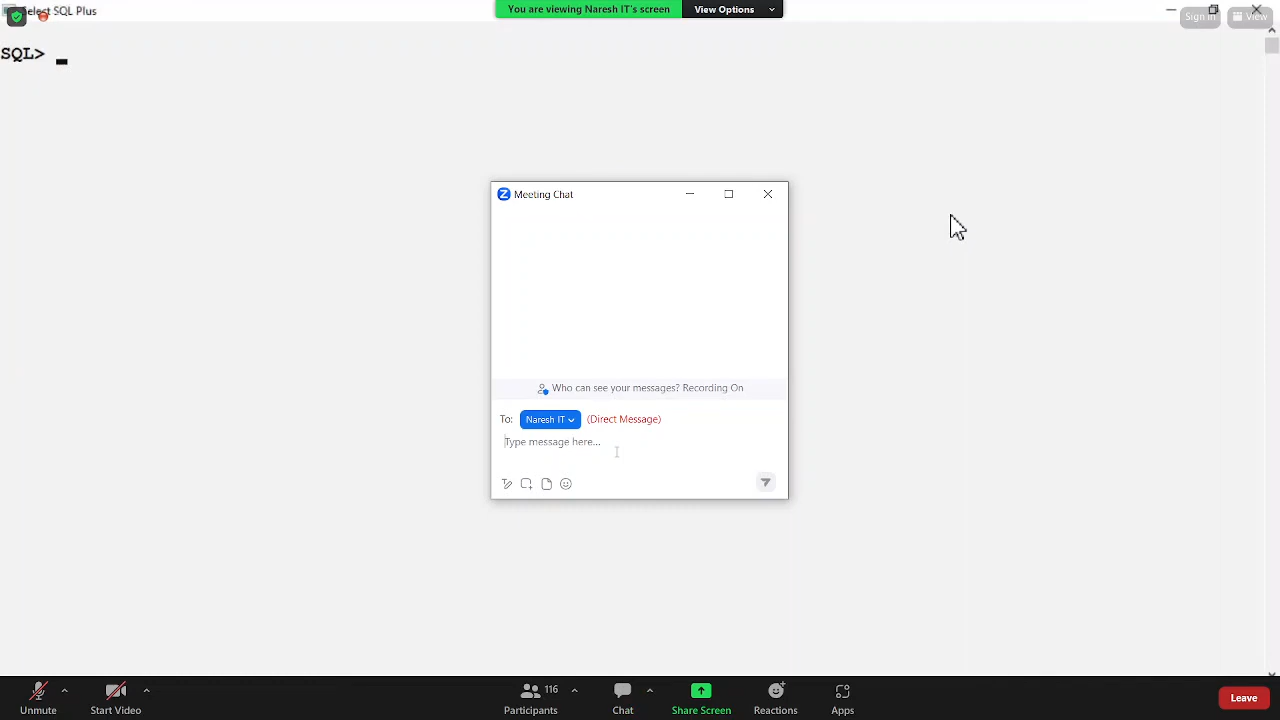 Select SQL Plus
You are viewing Naresh IT's screen
View Options
Sign in
View
SQL>
Meeting Chat
Who can see your messages? Recording On
To: Naresh IT (Direct Message)
Type message here...
Unmute
Start Video
Participants 116
Chat
Share Screen
Reactions
Apps
Leave